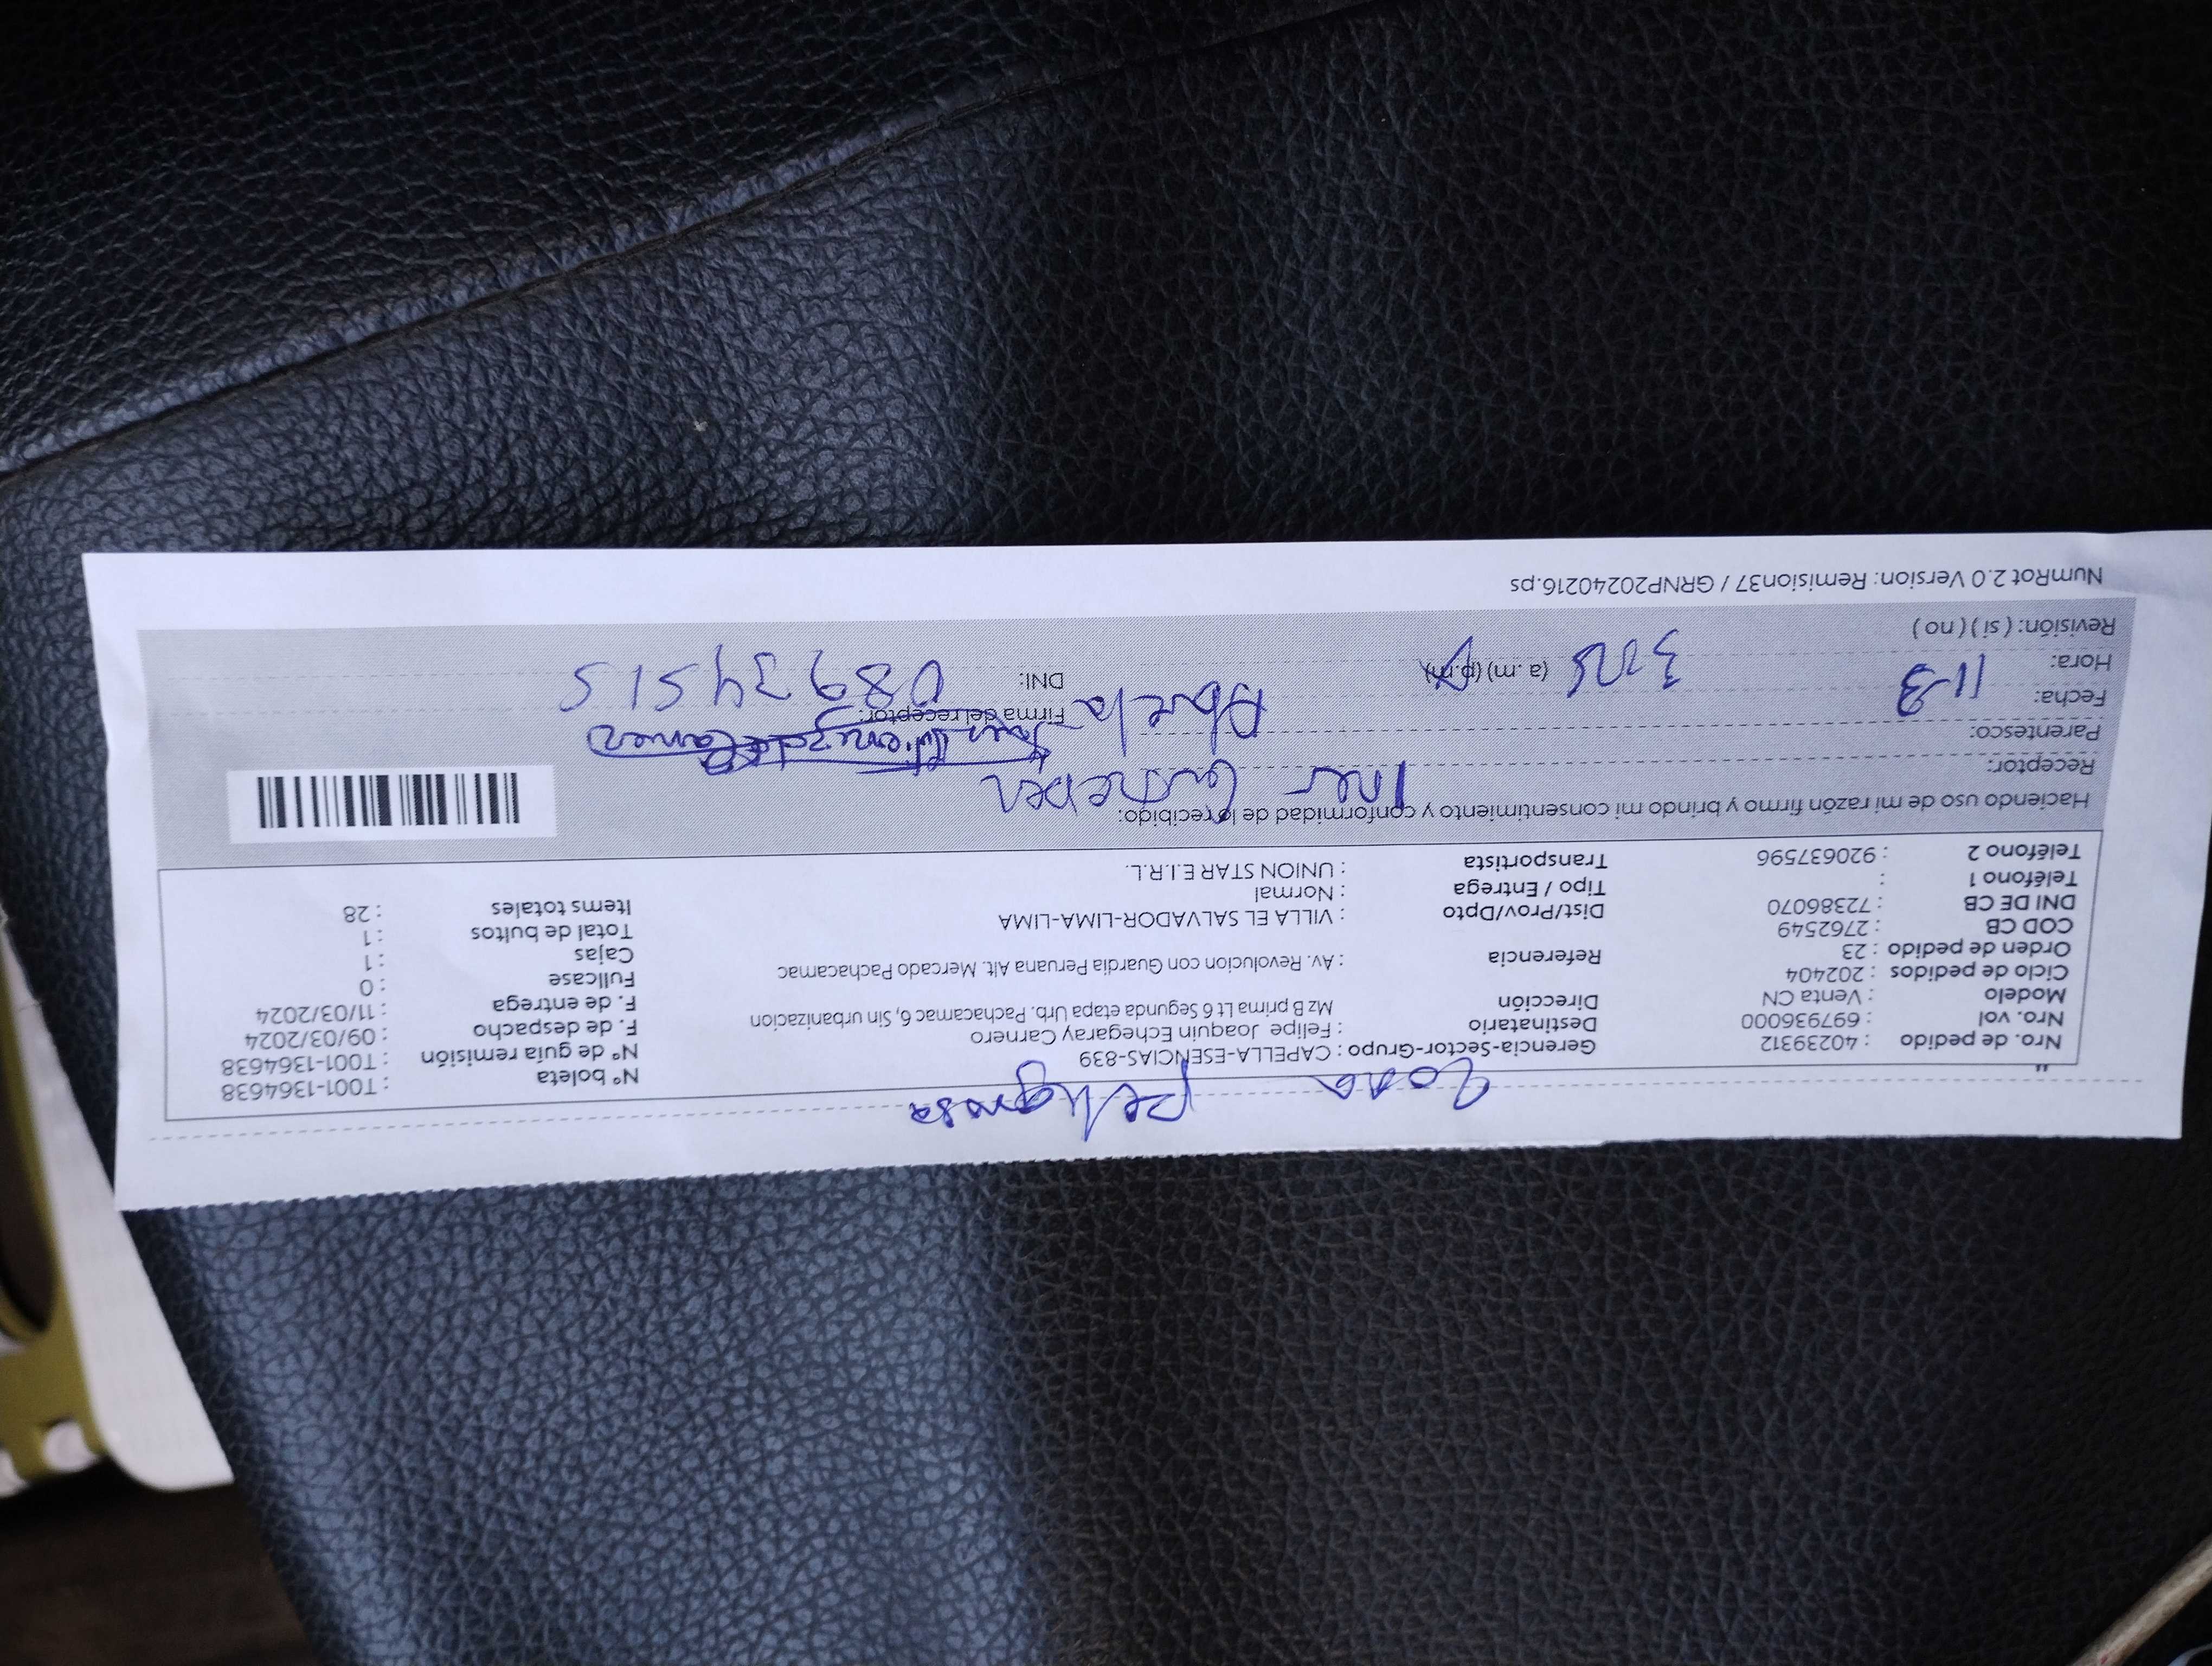 Zona peligrosa
Nro. de pedido : 40239312 Gerencia-Sector-Grupo : CAPELLA-ESENCIAS-839 N° boleta : T001-1364638
Nro. vol : 697936000 Destinatario : Felipe Joaquin Echegaray Carnero N° de guía remisión : T001-1364638
Modelo : Venta CN Dirección Mz B prima Lt 6 Segunda etapa Urb. Pachacamac 6, Sin urbanizacion F. de despacho : 09/03/2024
Ciclo de pedidos : 202404 F. de entrega : 11/03/2024
Orden de pedido : 23 Referencia : Av. Revolucion con Guardia Peruana Alt. Mercado Pachacamac Fullcase : 0
COD CB : 2762549 Cajas : 1
DNI DE CB : 72386070 Dist/Prov/Dpto : VILLA EL SALVADOR-LIMA-LIMA Total de bultos : 1
Teléfono 1 : Tipo / Entrega : Normal Items totales : 28
Teléfono 2 : 920637596 Transportista : UNION STAR E.I.R.L.
Haciendo uso de mi razón firmo y brindo mi consentimiento y conformidad de lo recibido:
Receptor: Ines
Parentesco: Abuela
Fecha: 11-3 Firma del receptor:
Hora: (a.m) (p.m) DNI: 08934515
Revisión: ( si ) ( no )
NumRot 2.0 Version: Remision37 / GRNP20240216.ps